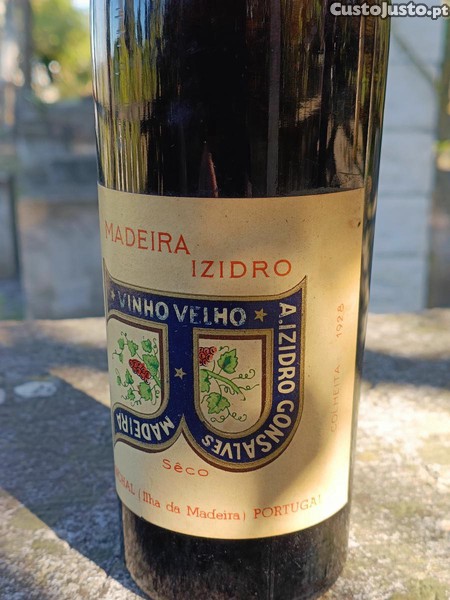 CustoJusto.pt
MADEIRA
IZIDRO
★ VINHO VELHO ★
A. IZIDRO GONSALVES
MADEIRA
COLHEITA 1928
Sêco
(Ilha da Madeira) PORTUGAL